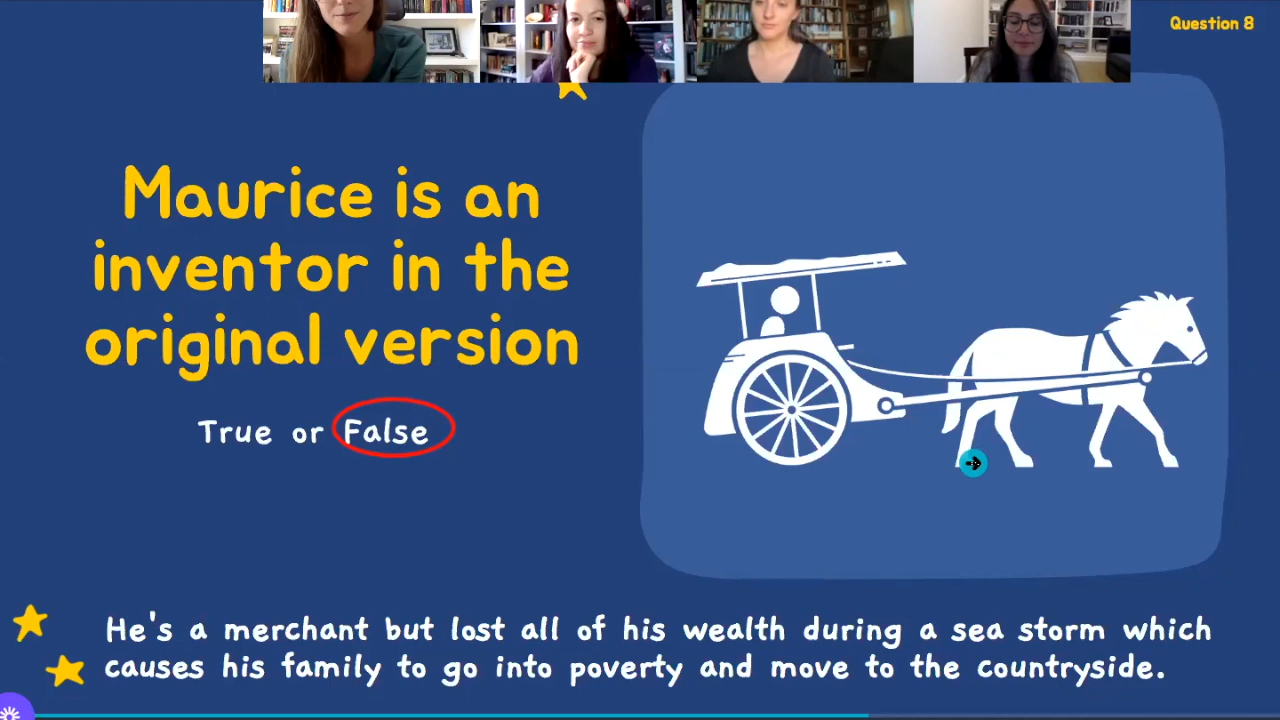 Question 8
Maurice is an
inventor in the
original version
True or False
He's a merchant but lost all of his wealth during a sea storm which
causes his family to go into poverty and move to the countryside.